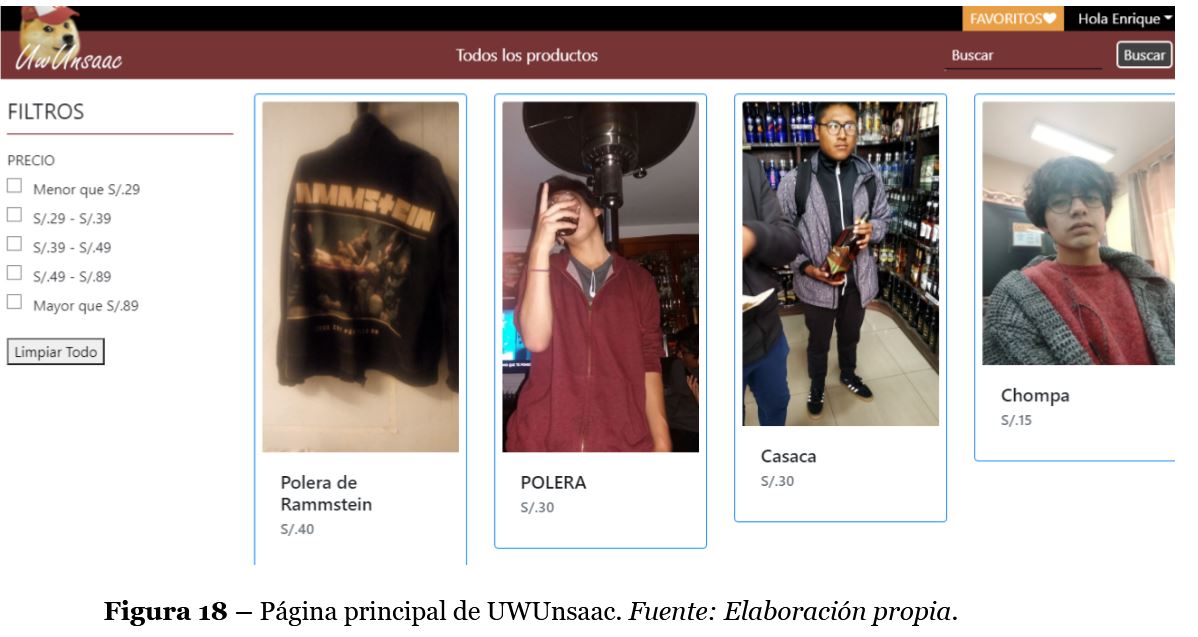 FAVORITOS
Hola Enrique
UwUnsaac
Todos los productos
Buscar
Buscar
FILTROS
PRECIO
Menor que S/.29
S/.29 - S/.39
S/.39 - S/.49
S/.49 - S/.89
Mayor que S/.89
Limpiar Todo
RAMMSTEIN
Polera de
Rammstein
S/.40
POLERA
S/.30
Casaca
S/.30
Chompa
S/.15
Figura 18 – Página principal de UWUnsaac. Fuente: Elaboración propia.